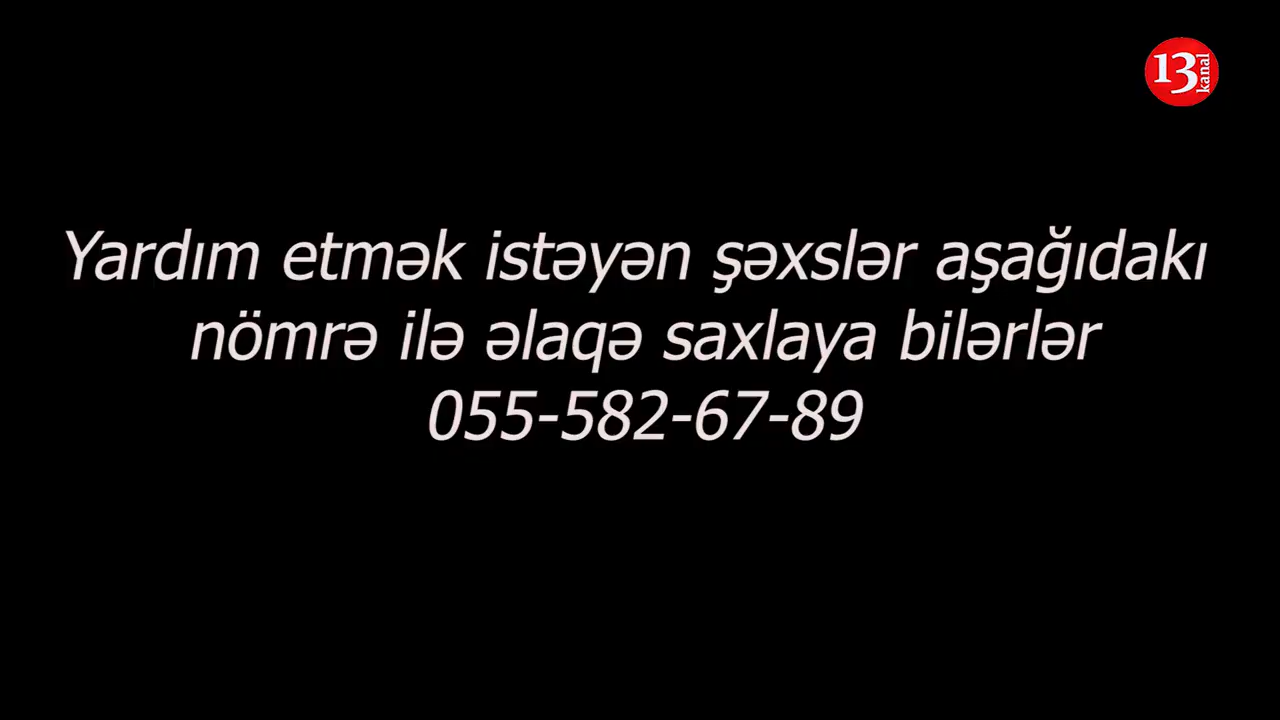 13 kanal
Yardım etmək istəyən şəxslər aşağıdakı
nömrə ilə əlaqə saxlaya bilərlər
055-582-67-89